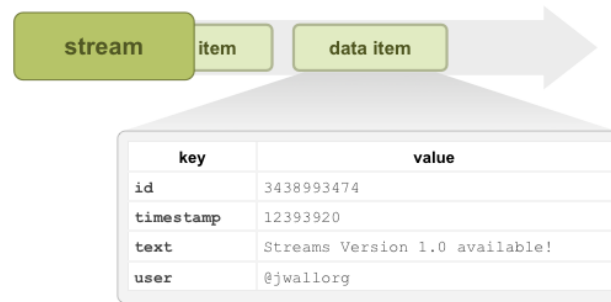 stream item data item
key value
id 3438993474
timestamp 12393920
text Streams Version 1.0 available!
user @jwallorg